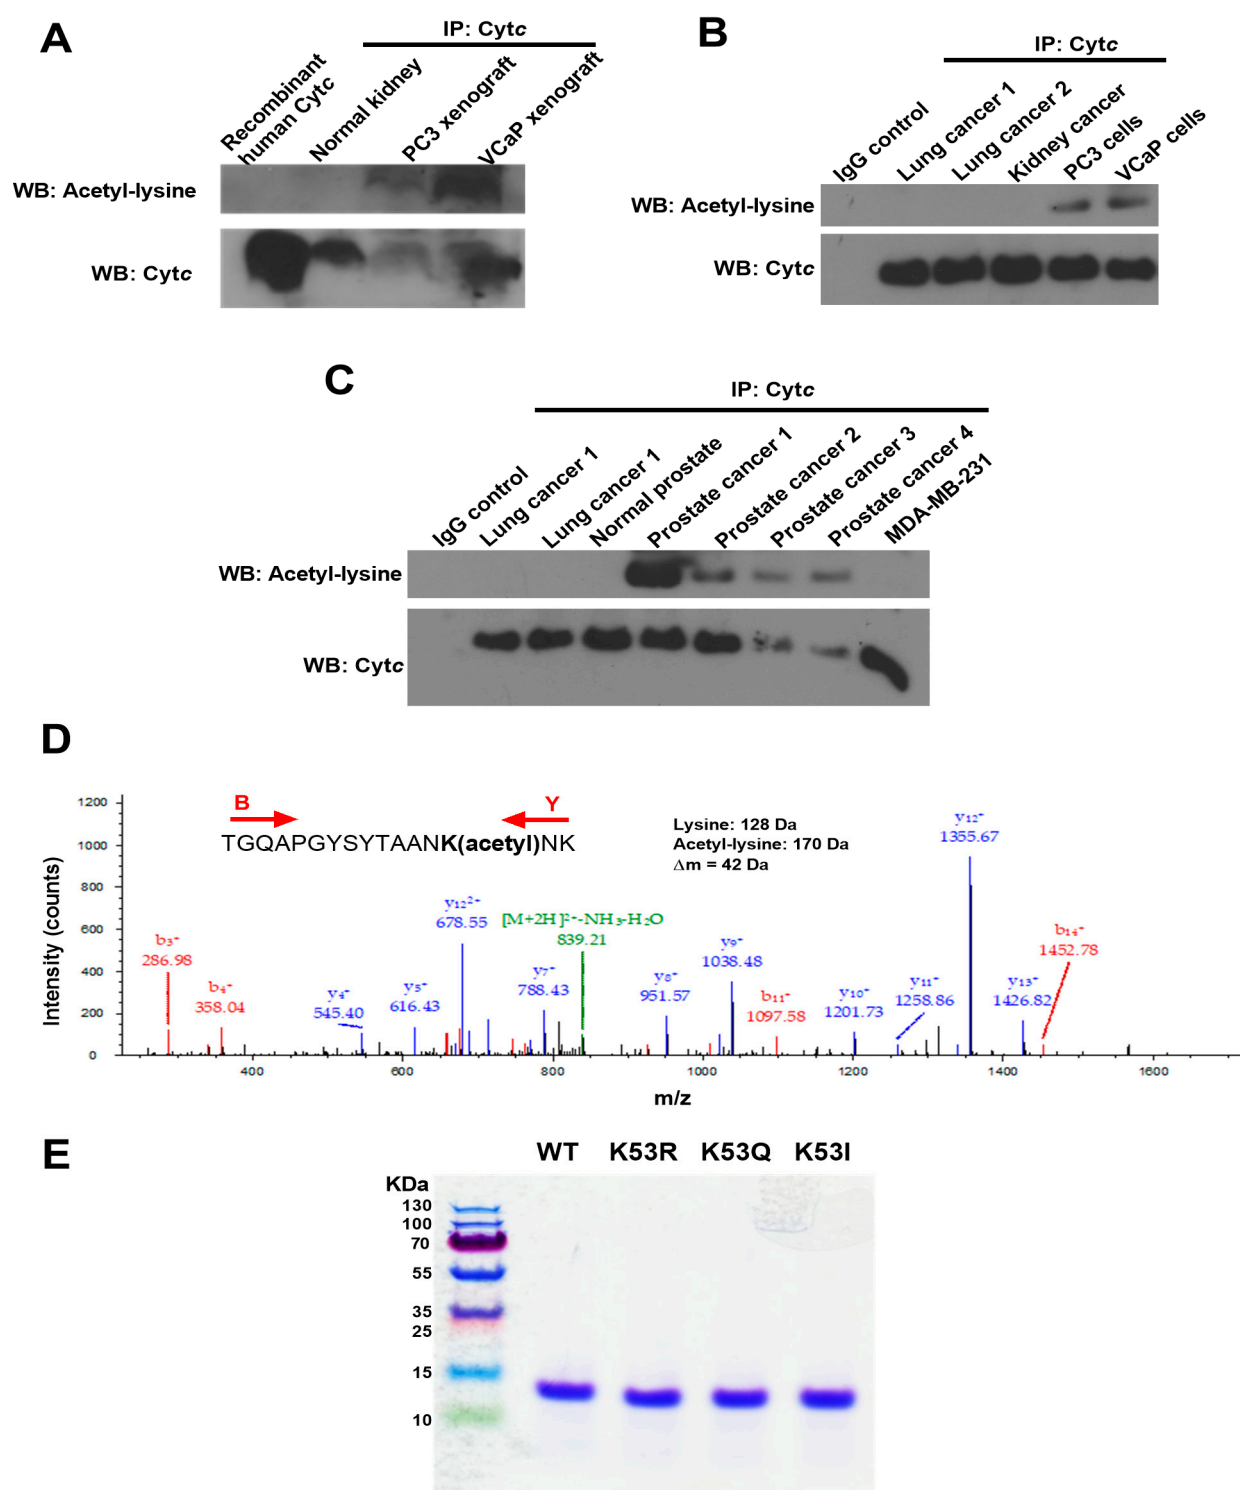 A
IP: Cytc
Recombinant
human Cytc
Normal kidney
PC3 xenograft
VCaP xenograft
WB: Acetyl-lysine
WB: Cytc
B
IP: Cytc
IgG control
Lung cancer 1
Lung cancer 2
Kidney cancer
PC3 cells
VCaP cells
WB: Acetyl-lysine
WB: Cytc
C
IP: Cytc
IgG control
Lung cancer 1
Lung cancer 1
Normal prostate
Prostate cancer 1
Prostate cancer 2
Prostate cancer 3
Prostate cancer 4
MDA-MB-231
WB: Acetyl-lysine
WB: Cytc
D
Intensity (counts)
1200
1000
800
600
400
200
0
B
Y
TGQAPGYSYTAANK(acetyl)NK
Lysine: 128 Da
Acetyl-lysine: 170 Da
Δm = 42 Da
b₃⁺
286.98
b₄⁺
358.04
y₄⁺
545.40
y₅⁺
616.43
y₁₂²⁺
678.55
y₇⁺
788.43
[M+2H]²⁺-NH₃-H₂O
839.21
y₈⁺
951.57
y₉⁺
1038.48
b₁₁⁺
1097.58
y₁₀⁺
1201.73
y₁₁⁺
1258.86
y₁₂⁺
1355.67
y₁₃⁺
1426.82
b₁₄⁺
1452.78
400
600
800
1000
1200
1400
1600
m/z
E
WT K53R K53Q K53I
KDa
130
100
70
55
35
25
15
10